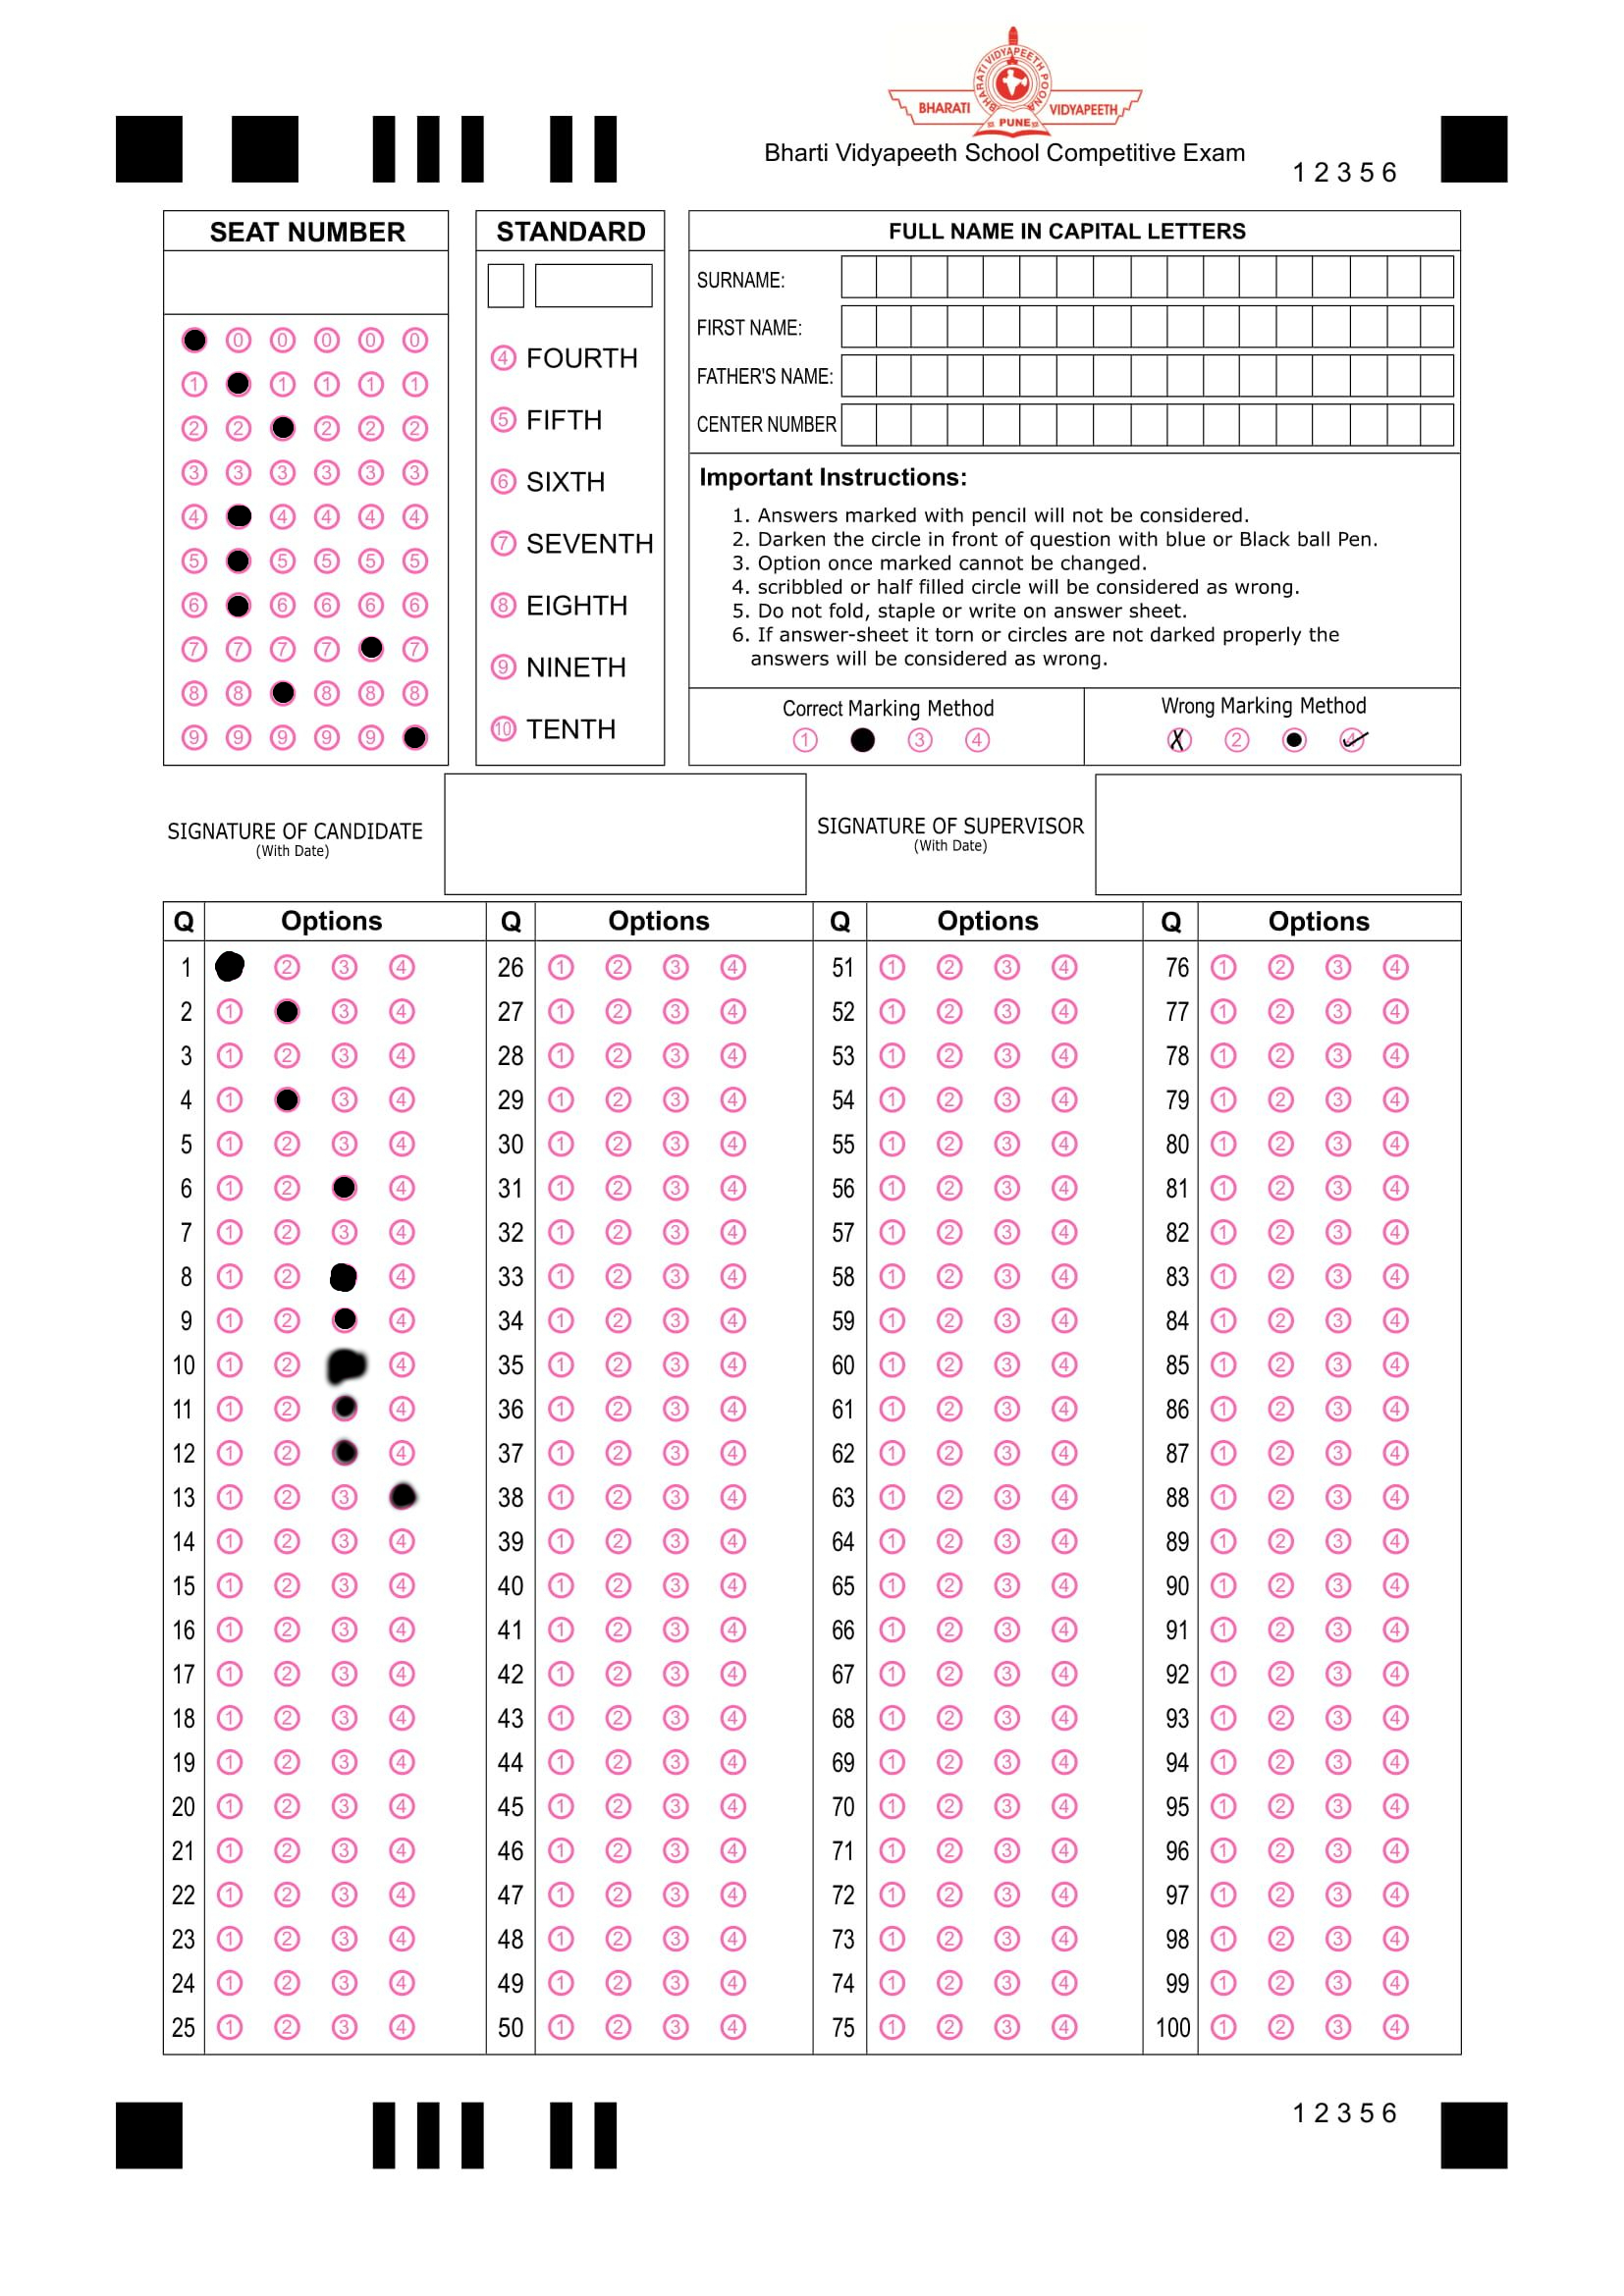 BHARATI VIDYAPEETH POONA
BHARATI VIDYAPEETH
PUNE
Bharti Vidyapeeth School Competitive Exam
1 2 3 5 6
SEAT NUMBER
0 0 0 0 0
1 1 1 1 1
2 2 2 2 2
3 3 3 3 3 3
4 4 4 4 4
5 5 5 5 5
6 6 6 6 6
7 7 7 7 7
8 8 8 8 8
9 9 9 9 9
STANDARD
4 FOURTH
5 FIFTH
6 SIXTH
7 SEVENTH
8 EIGHTH
9 NINETH
10 TENTH
FULL NAME IN CAPITAL LETTERS
SURNAME:
FIRST NAME:
FATHER'S NAME:
CENTER NUMBER
Important Instructions:
1. Answers marked with pencil will not be considered.
2. Darken the circle in front of question with blue or Black ball Pen.
3. Option once marked cannot be changed.
4. scribbled or half filled circle will be considered as wrong.
5. Do not fold, staple or write on answer sheet.
6. If answer-sheet it torn or circles are not darked properly the
answers will be considered as wrong.
Correct Marking Method
1 3 4
Wrong Marking Method
X 2 4
SIGNATURE OF CANDIDATE
(With Date)
SIGNATURE OF SUPERVISOR
(With Date)
Q Options Q Options Q Options Q Options
1 2 3 4 26 1 2 3 4 51 1 2 3 4 76 1 2 3 4
2 1 3 4 27 1 2 3 4 52 1 2 3 4 77 1 2 3 4
3 1 2 3 4 28 1 2 3 4 53 1 2 3 4 78 1 2 3 4
4 1 3 4 29 1 2 3 4 54 1 2 3 4 79 1 2 3 4
5 1 2 3 4 30 1 2 3 4 55 1 2 3 4 80 1 2 3 4
6 1 2 4 31 1 2 3 4 56 1 2 3 4 81 1 2 3 4
7 1 2 3 4 32 1 2 3 4 57 1 2 3 4 82 1 2 3 4
8 1 2 4 33 1 2 3 4 58 1 2 3 4 83 1 2 3 4
9 1 2 4 34 1 2 3 4 59 1 2 3 4 84 1 2 3 4
10 1 2 4 35 1 2 3 4 60 1 2 3 4 85 1 2 3 4
11 1 2 4 36 1 2 3 4 61 1 2 3 4 86 1 2 3 4
12 1 2 4 37 1 2 3 4 62 1 2 3 4 87 1 2 3 4
13 1 2 3 38 1 2 3 4 63 1 2 3 4 88 1 2 3 4
14 1 2 3 4 39 1 2 3 4 64 1 2 3 4 89 1 2 3 4
15 1 2 3 4 40 1 2 3 4 65 1 2 3 4 90 1 2 3 4
16 1 2 3 4 41 1 2 3 4 66 1 2 3 4 91 1 2 3 4
17 1 2 3 4 42 1 2 3 4 67 1 2 3 4 92 1 2 3 4
18 1 2 3 4 43 1 2 3 4 68 1 2 3 4 93 1 2 3 4
19 1 2 3 4 44 1 2 3 4 69 1 2 3 4 94 1 2 3 4
20 1 2 3 4 45 1 2 3 4 70 1 2 3 4 95 1 2 3 4
21 1 2 3 4 46 1 2 3 4 71 1 2 3 4 96 1 2 3 4
22 1 2 3 4 47 1 2 3 4 72 1 2 3 4 97 1 2 3 4
23 1 2 3 4 48 1 2 3 4 73 1 2 3 4 98 1 2 3 4
24 1 2 3 4 49 1 2 3 4 74 1 2 3 4 99 1 2 3 4
25 1 2 3 4 50 1 2 3 4 75 1 2 3 4 100 1 2 3 4
1 2 3 5 6